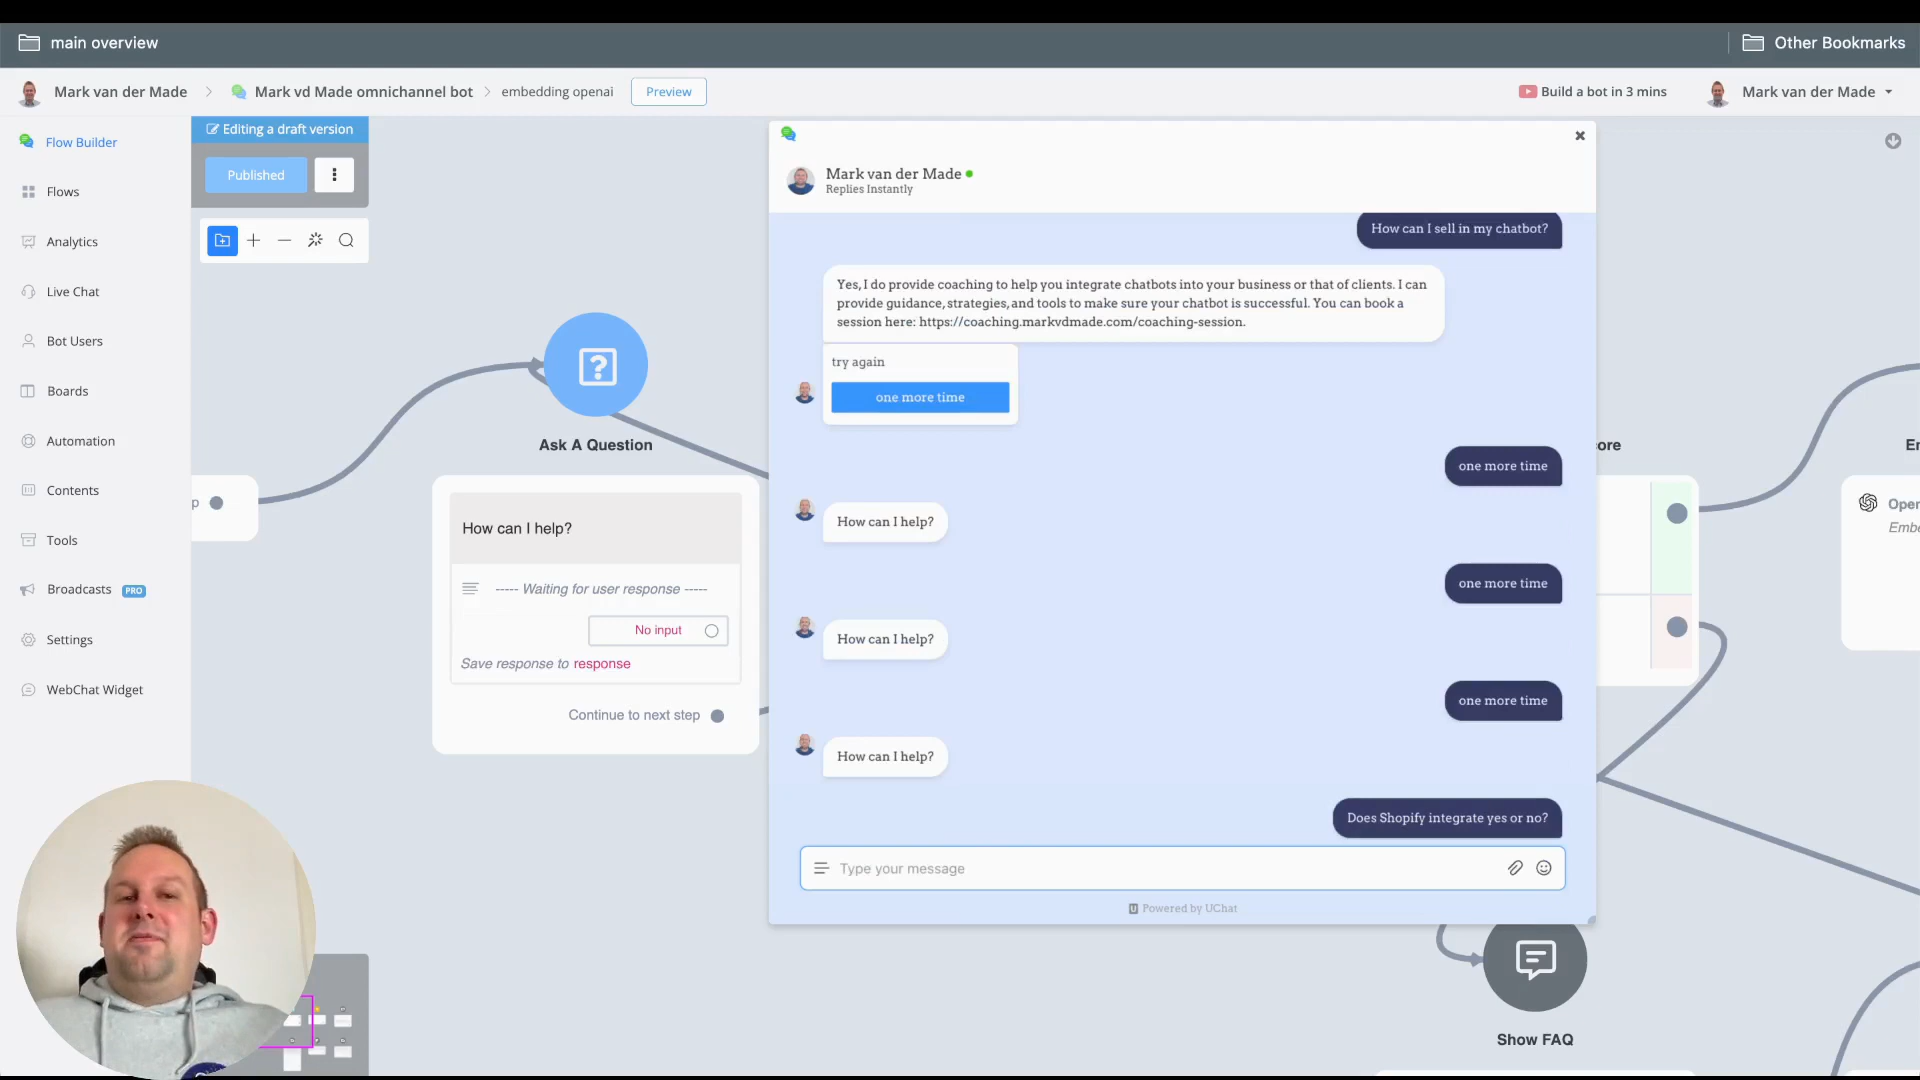 main overview
Other Bookmarks
Mark van der Made
Mark vd Made omnichannel bot
embedding openai
Preview
Build a bot in 3 mins
Mark van der Made
Flow Builder
Flows
Analytics
Live Chat
Bot Users
Boards
Automation
Contents
Tools
Broadcasts PRO
Settings
WebChat Widget
Editing a draft version
Published
Ask A Question
How can I help?
----- Waiting for user response -----
No input
Save response to response
Continue to next step
p
Mark van der Made
Replies Instantly
How can I sell in my chatbot?
Yes, I do provide coaching to help you integrate chatbots into your business or that of clients. I can
provide guidance, strategies, and tools to make sure your chatbot is successful. You can book a
session here: https://coaching.markvdmade.com/coaching-session.
try again
one more time
one more time
How can I help?
one more time
How can I help?
one more time
How can I help?
Does Shopify integrate yes or no?
Type your message
Powered by UChat
ore
Open
Embe
Show FAQ